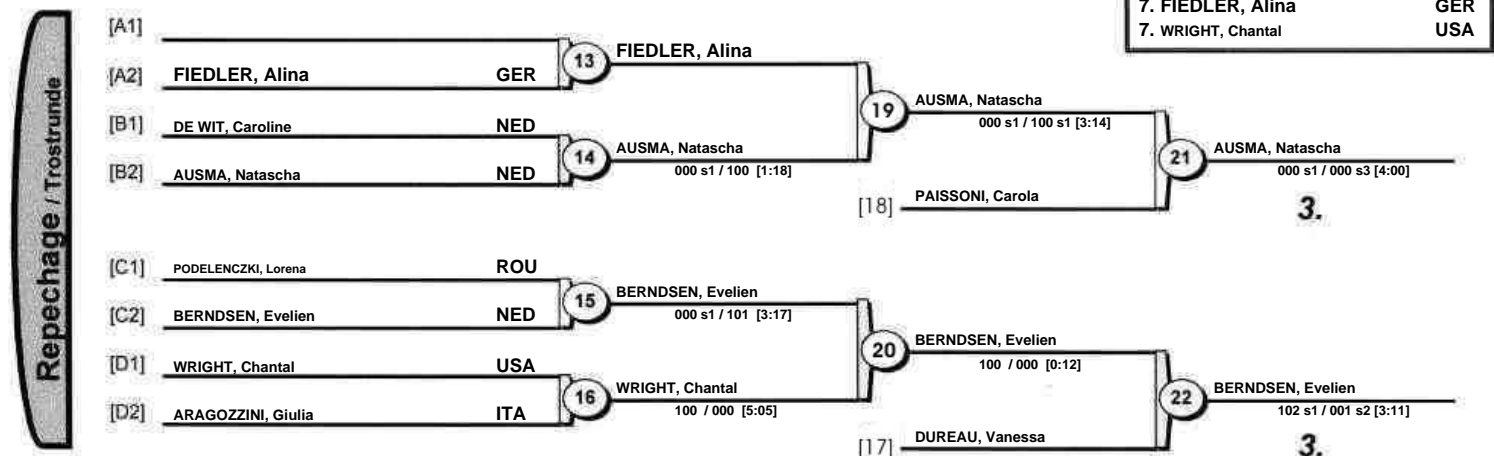 7. FIEDLER, Alina GER
7. WRIGHT, Chantal USA
Repechage / Trostrunde
[A1]
[A2] FIEDLER, Alina GER
13
FIEDLER, Alina
[B1] DE WIT, Caroline NED
[B2] AUSMA, Natascha NED
14
AUSMA, Natascha
000 s1 / 100 [1:18]
19
AUSMA, Natascha
000 s1 / 100 s1 [3:14]
[18] PAISSONI, Carola
21
AUSMA, Natascha
000 s1 / 000 s3 [4:00]
3.
[C1] PODELENCZKI, Lorena ROU
[C2] BERNDSEN, Evelien NED
15
BERNDSEN, Evelien
000 s1 / 101 [3:17]
[D1] WRIGHT, Chantal USA
[D2] ARAGOZZINI, Giulia ITA
16
WRIGHT, Chantal
100 / 000 [5:05]
20
BERNDSEN, Evelien
100 / 000 [0:12]
[17] DUREAU, Vanessa
22
BERNDSEN, Evelien
102 s1 / 001 s2 [3:11]
3.